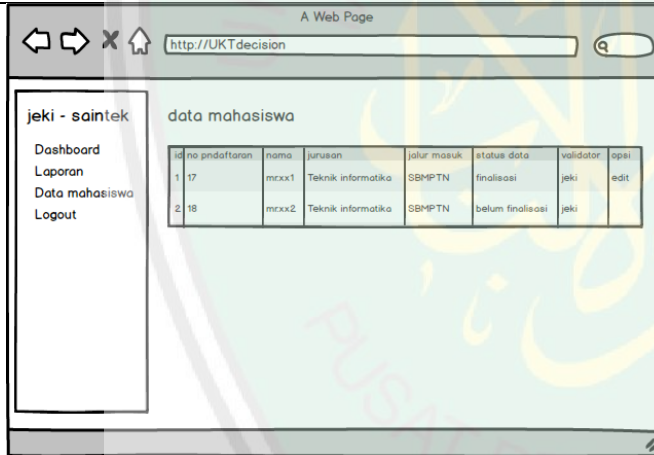 A Web Page
http://UKTdecision
jeki - saintek
Dashboard
Laporan
Data mahasiswa
Logout
data mahasiswa
id no pndaftaran nama jurusan jalur masuk status data validator opsi
1 17 mrxx1 Teknik informatika SBMPTN finalisasi jeki edit
2 18 mrxx2 Teknik informatika SBMPTN belum finalisasi jeki
PUSAT